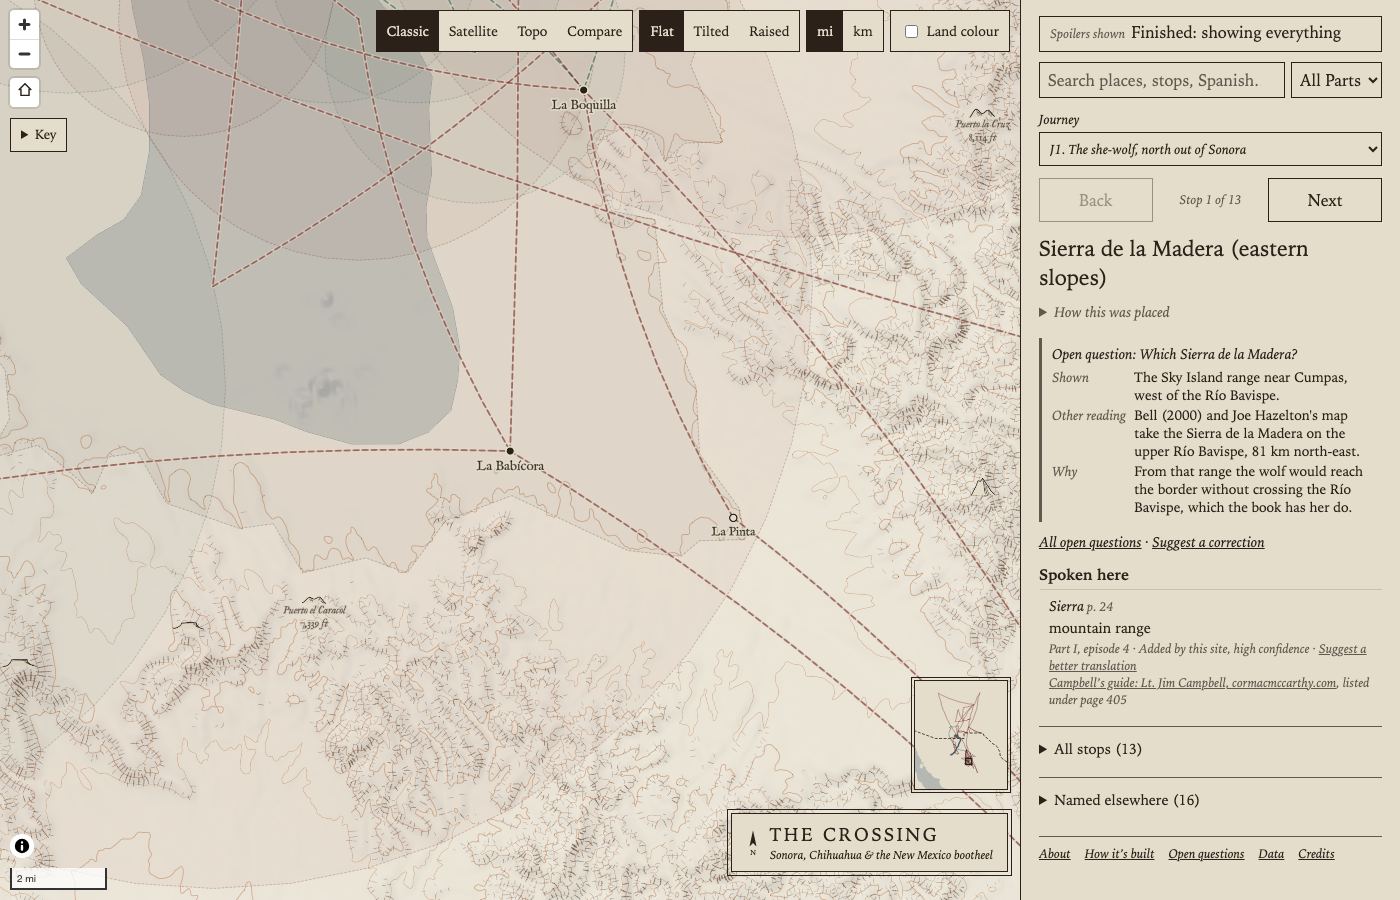 Classic Satellite Topo Compare
Flat Tilted Raised
mi km
Land colour
Key
La Boquilla
Puerto la Cruz
La Babícora
La Pinta
Puerto el Caracol
2 mi
N
THE CROSSING
Sonora, Chihuahua & the New Mexico bootheel
Spoilers shown Finished: showing everything
Search places, stops, Spanish.
All Parts
Journey
J1. The she-wolf, north out of Sonora
Back
Stop 1 of 13
Next
Sierra de la Madera (eastern
slopes)
How this was placed
Open question: Which Sierra de la Madera?
Shown The Sky Island range near Cumpas,
west of the Río Bavispe.
Other reading Bell (2000) and Joe Hazelton's map
take the Sierra de la Madera on the
upper Río Bavispe, 81 km north-east.
Why From that range the wolf would reach
the border without crossing the Río
Bavispe, which the book has her do.
All open questions · Suggest a correction
Spoken here
Sierra p. 24
mountain range
Part I, episode 4 · Added by this site, high confidence · Suggest a
better translation
Campbell's guide: Lt. Jim Campbell, cormacmccarthy.com, listed
under page 405
All stops (13)
Named elsewhere (16)
About How it's built Open questions Data Credits